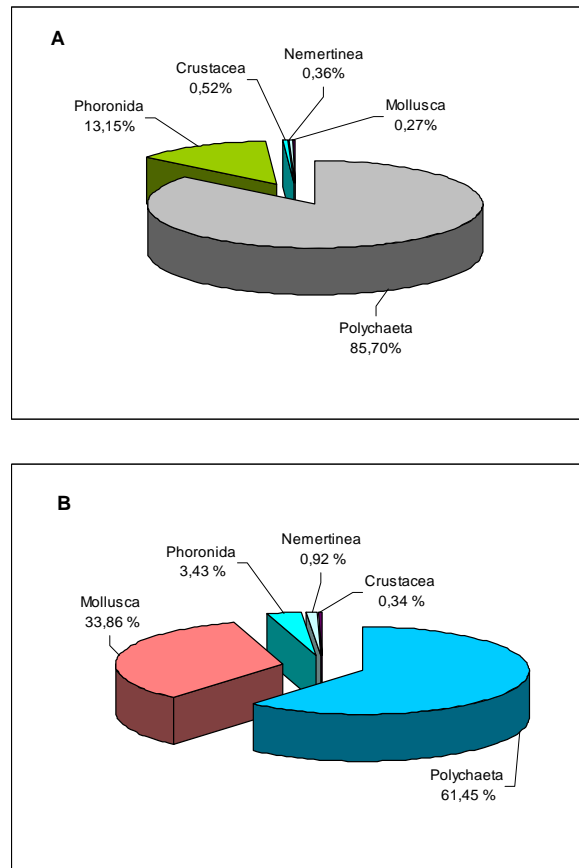 A
Nemertinea
0,36%
Crustacea
0,52%
Mollusca
0,27%
Phoronida
13,15%
Polychaeta
85,70%
B
Nemertinea
0,92 %
Phoronida
3,43 %
Crustacea
0,34 %
Mollusca
33,86 %
Polychaeta
61,45 %